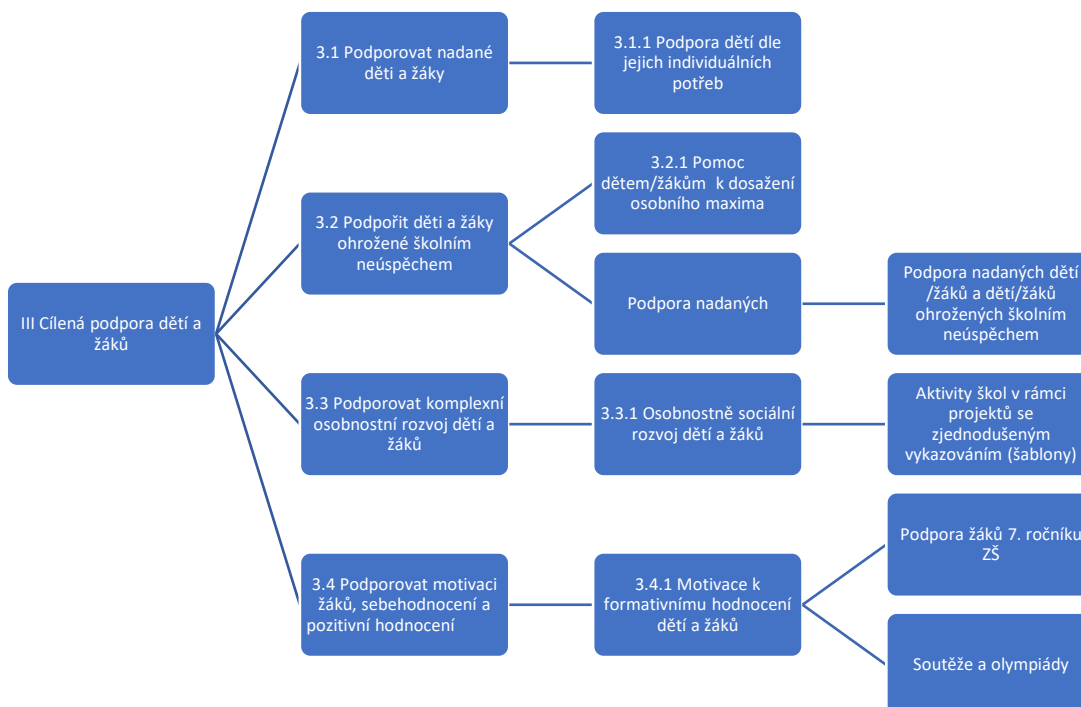 III Cílená podpora dětí a
žáků
3.1 Podporovat nadané
děti a žáky
3.1.1 Podpora dětí dle
jejich individuálních
potřeb
3.2 Podpořit děti a žáky
ohrožené školním
neúspěchem
3.2.1 Pomoc
dětem/žákům k dosažení
osobního maxima
Podpora nadaných
Podpora nadaných dětí
/žáků a dětí/žáků
ohrožených školním
neúspěchem
3.3 Podporovat komplexní
osobnostní rozvoj dětí a
žáků
3.3.1 Osobnostně sociální
rozvoj dětí a žáků
Aktivity škol v rámci
projektů se
zjednodušeným
vykazováním (šablony)
3.4 Podporovat motivaci
žáků, sebehodnocení a
pozitivní hodnocení
3.4.1 Motivace k
formativnímu hodnocení
dětí a žáků
Podpora žáků 7. ročníku
ZŠ
Soutěže a olympiády